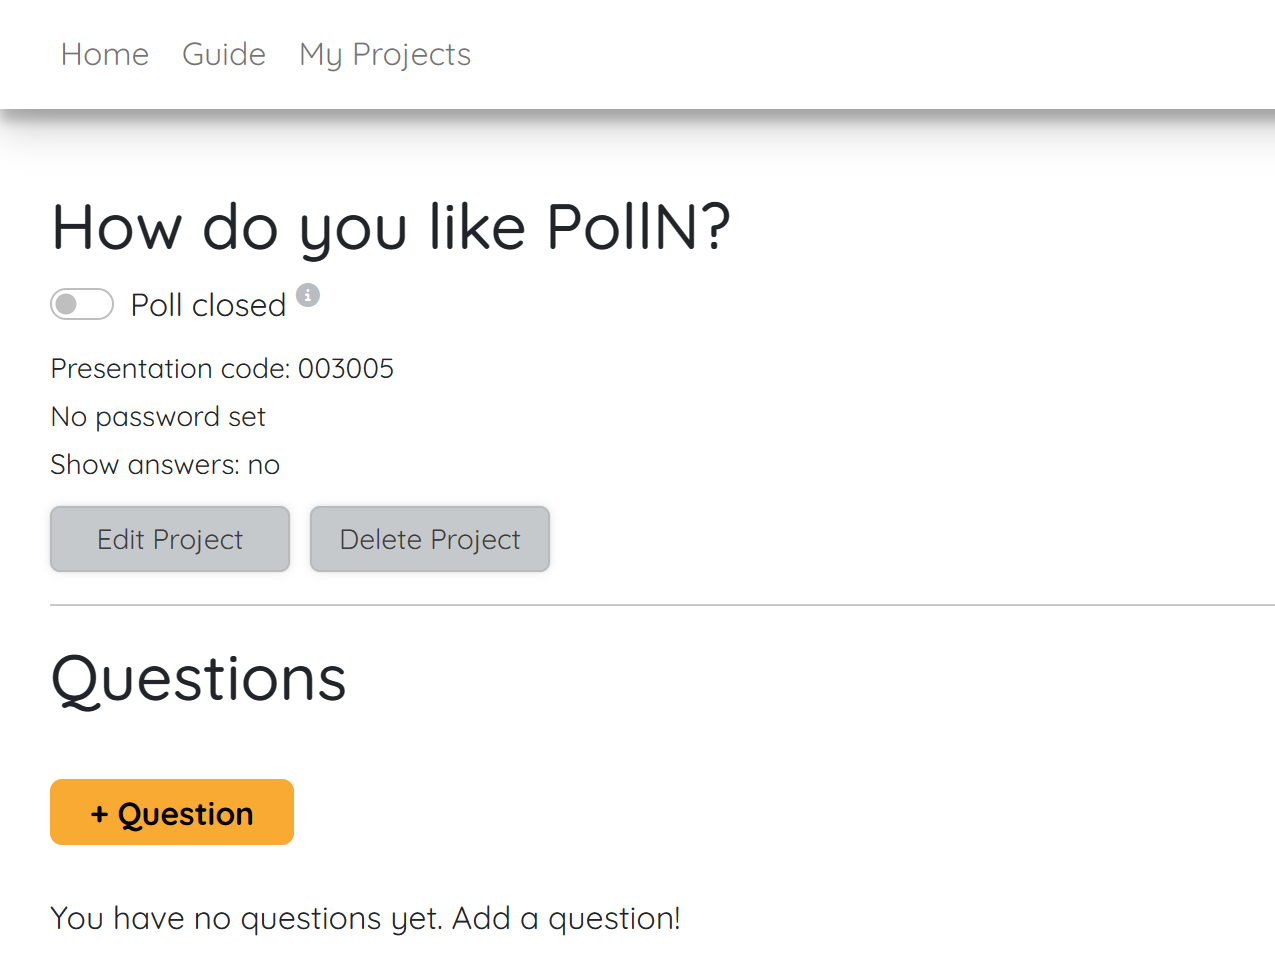 Home Guide My Projects
How do you like PollN?
Poll closed
Presentation code: 003005
No password set
Show answers: no
Edit Project Delete Project
Questions
+ Question
You have no questions yet. Add a question!